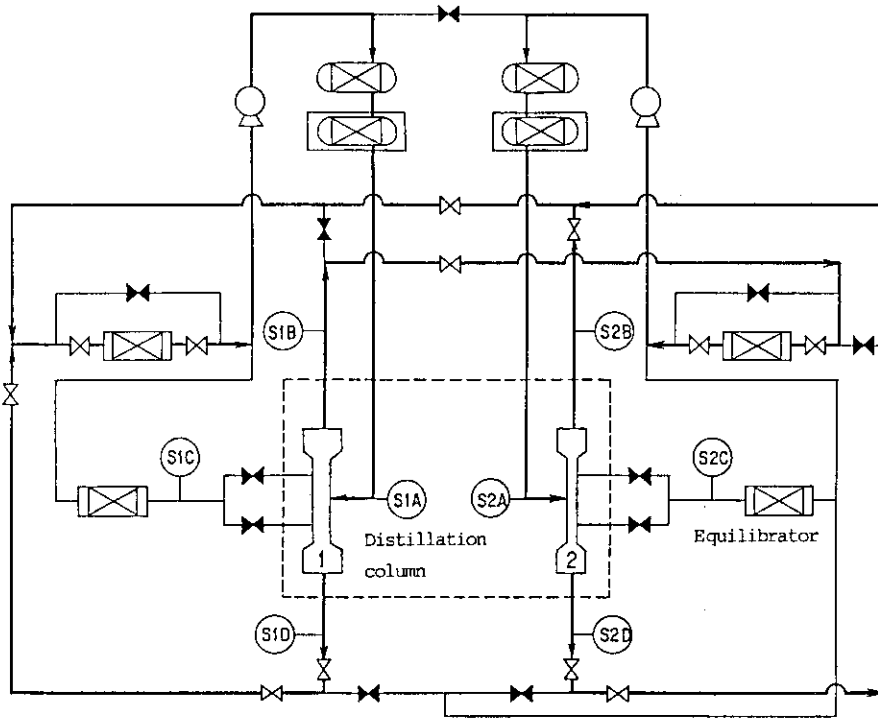 S1B
S2B
S1C
S2C
S1A
S2A
Distillation
column
Equilibrator
1
2
S1D
S2D